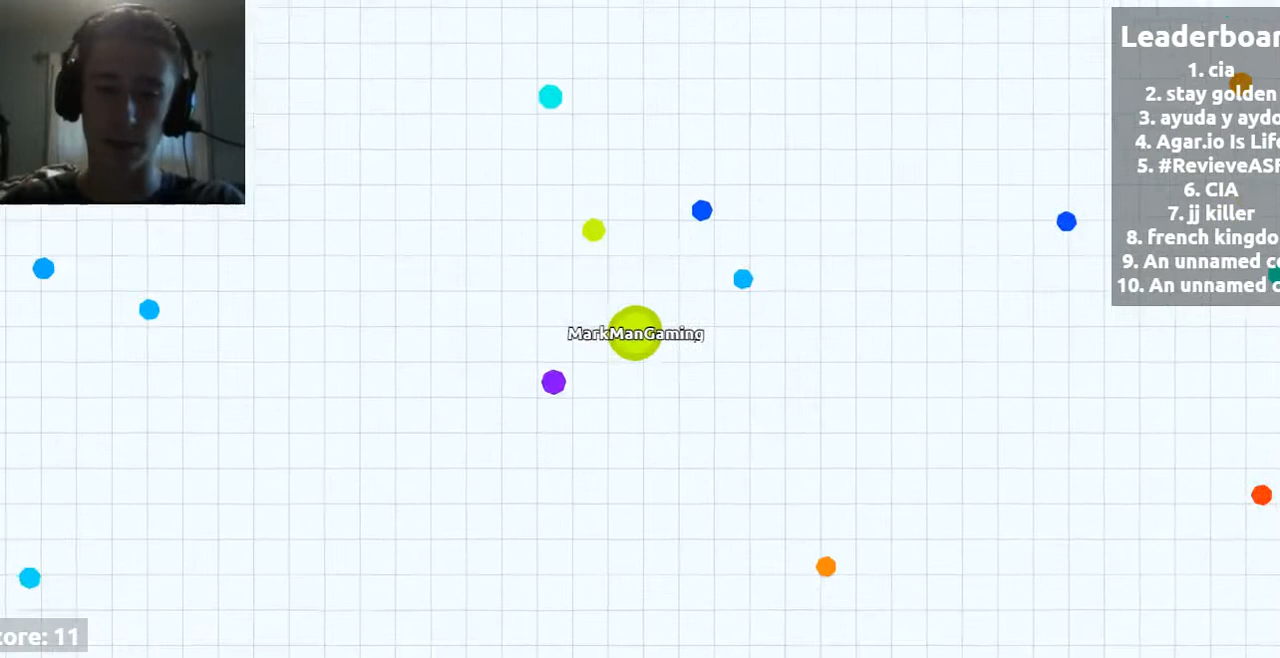 Leaderboar
1. cia
2. stay golden
3. ayuda y aydo
4. Agar.io Is Life
5. #RevieveASF
6. CIA
7. jj killer
8. french kingdo
9. An unnamed ce
10. An unnamed c
MarkManGaming
core: 11